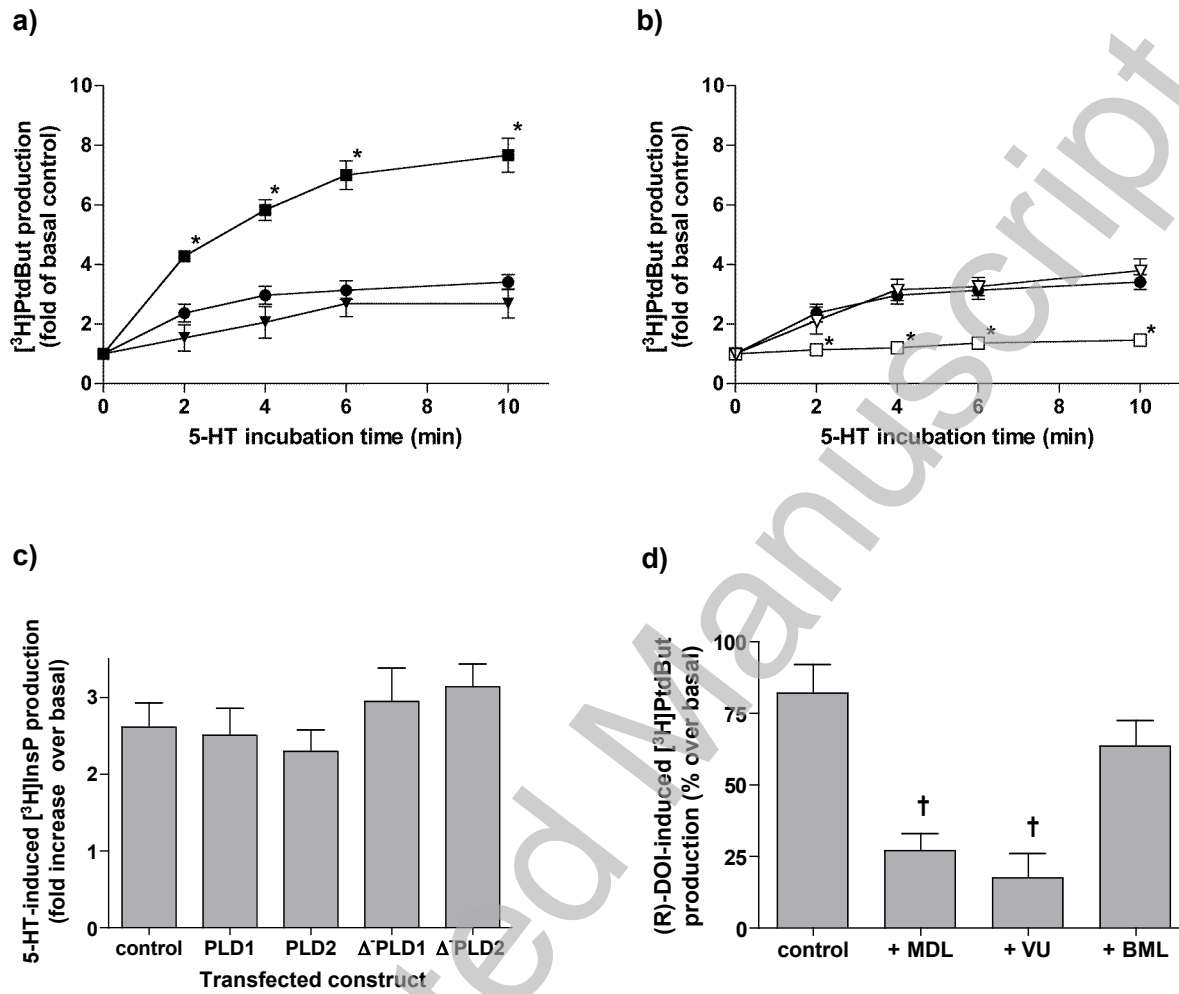 a)
[³H]PtdBut production
(fold of basal control)
10
8
6
4
2
0
* * * *
0 2 4 6 8 10
5-HT incubation time (min)
b)
[³H]PtdBut production
(fold of basal control)
10
8
6
4
2
0
* * * *
0 2 4 6 8 10
5-HT incubation time (min)
c)
5-HT-induced [³H]InsP production
(fold increase over basal)
3
2
1
0
control PLD1 PLD2 Δ⁻PLD1 Δ⁻PLD2
Transfected construct
d)
(R)-DOI-induced [³H]PtdBut
production (% over basal)
100
75
50
25
0
† †
control + MDL + VU + BML
ted Manuscript